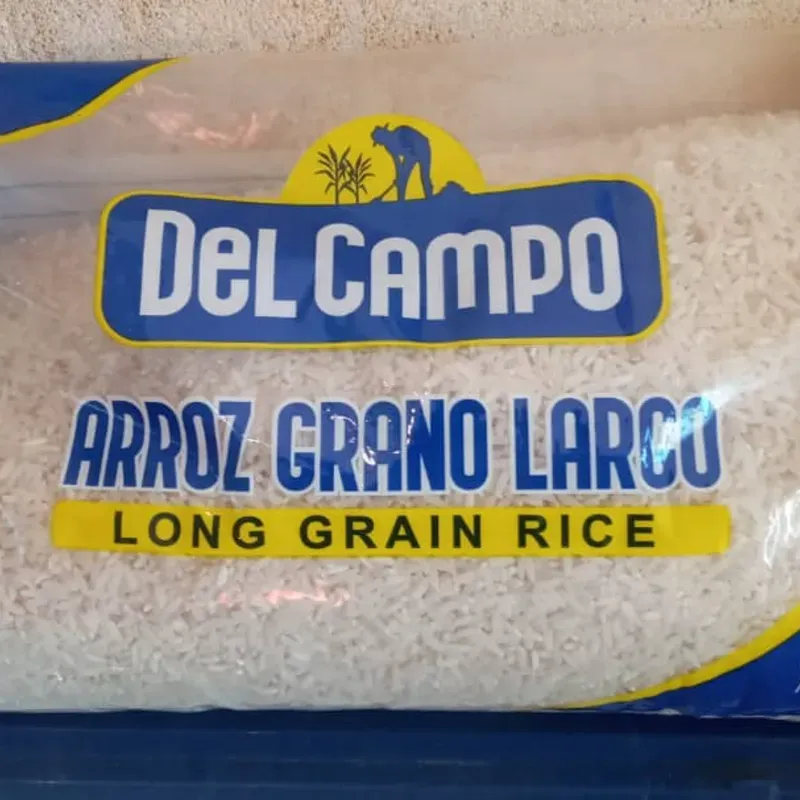 Del Campo
ARROZ GRANO LARGO
LONG GRAIN RICE